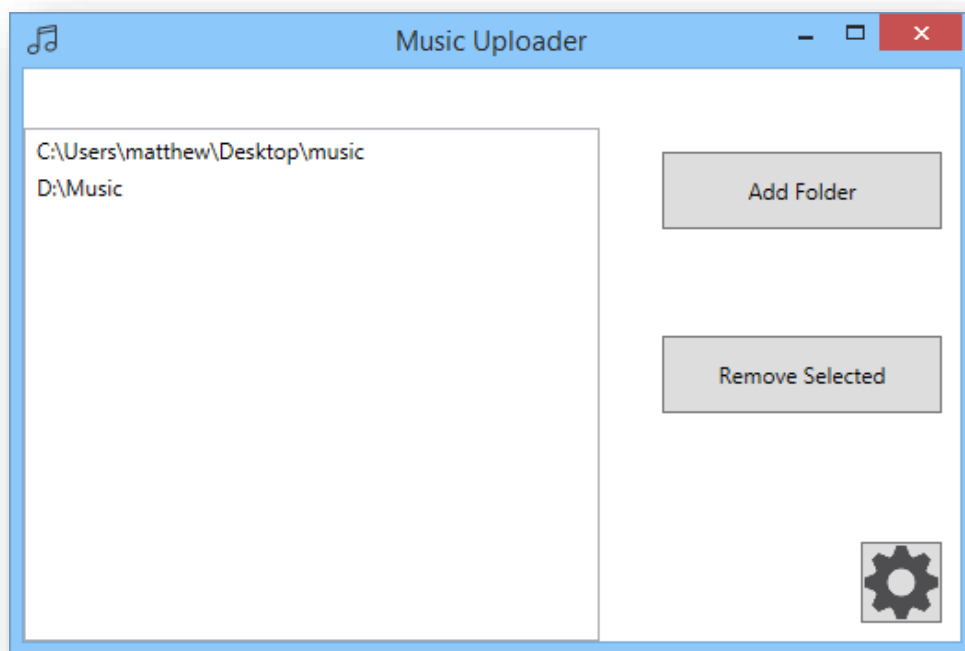 Music Uploader
C:\Users\matthew\Desktop\music
D:\Music
Add Folder
Remove Selected